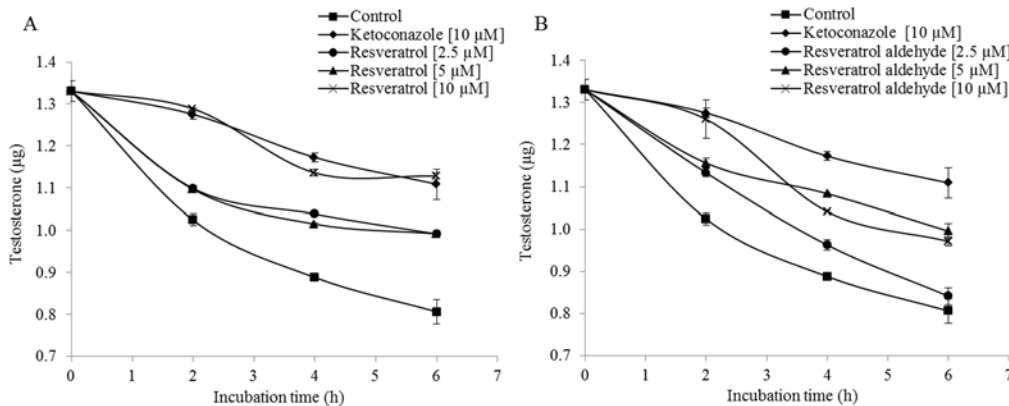 A
Control
Ketoconazole [10 µM]
Resveratrol [2.5 µM]
Resveratrol [5 µM]
Resveratrol [10 µM]
1.4
1.3
1.2
1.1
1.0
0.9
0.8
0.7
Testosterone (µg)
0 1 2 3 4 5 6 7
Incubation time (h)
B
Control
Ketoconazole [10 µM]
Resveratrol aldehyde [2.5 µM]
Resveratrol aldehyde [5 µM]
Resveratrol aldehyde [10 µM]
1.4
1.3
1.2
1.1
1.0
0.9
0.8
0.7
Testosterone (µg)
0 1 2 3 4 5 6 7
Incubation time (h)